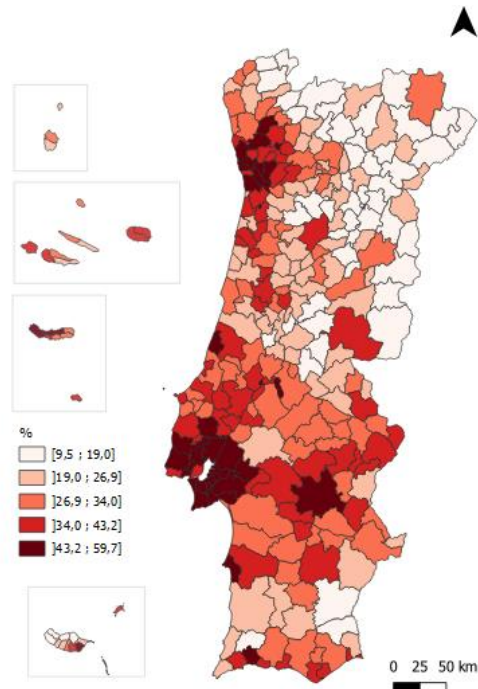 %
[9,5 ; 19,0]
]19,0 ; 26,9]
]26,9 ; 34,0]
]34,0 ; 43,2]
]43,2 ; 59,7]
0 25 50 km